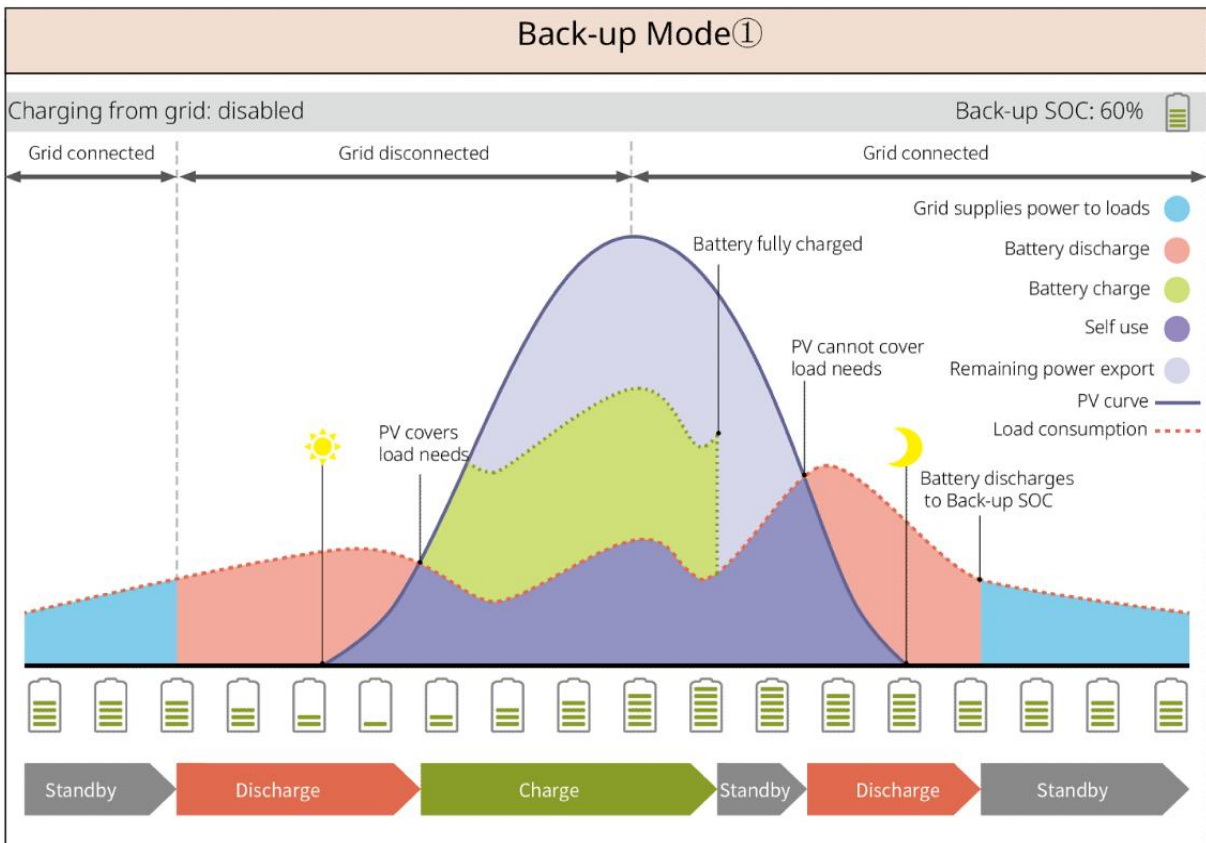 Back-up Mode①
Charging from grid: disabled
Back-up SOC: 60%
Grid connected
Grid disconnected
Grid connected
Grid supplies power to loads
Battery discharge
Battery charge
Self use
Remaining power export
PV curve
Load consumption
Battery fully charged
PV cannot cover
load needs
PV covers
load needs
Battery discharges
to Back-up SOC
Standby
Discharge
Charge
Standby
Discharge
Standby